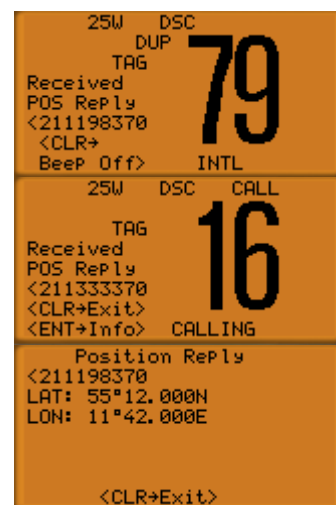 25W DSC
DUP
TAG
79
Received
POS Reply
<211198370
<CLR→
Beep Off> INTL
25W DSC CALL
TAG
16
Received
POS Reply
<211333370
<CLR→Exit>
<ENT→Info> CALLING
Position Reply
<211198370
LAT: 55°12.000N
LON: 11°42.000E
<CLR→Exit>